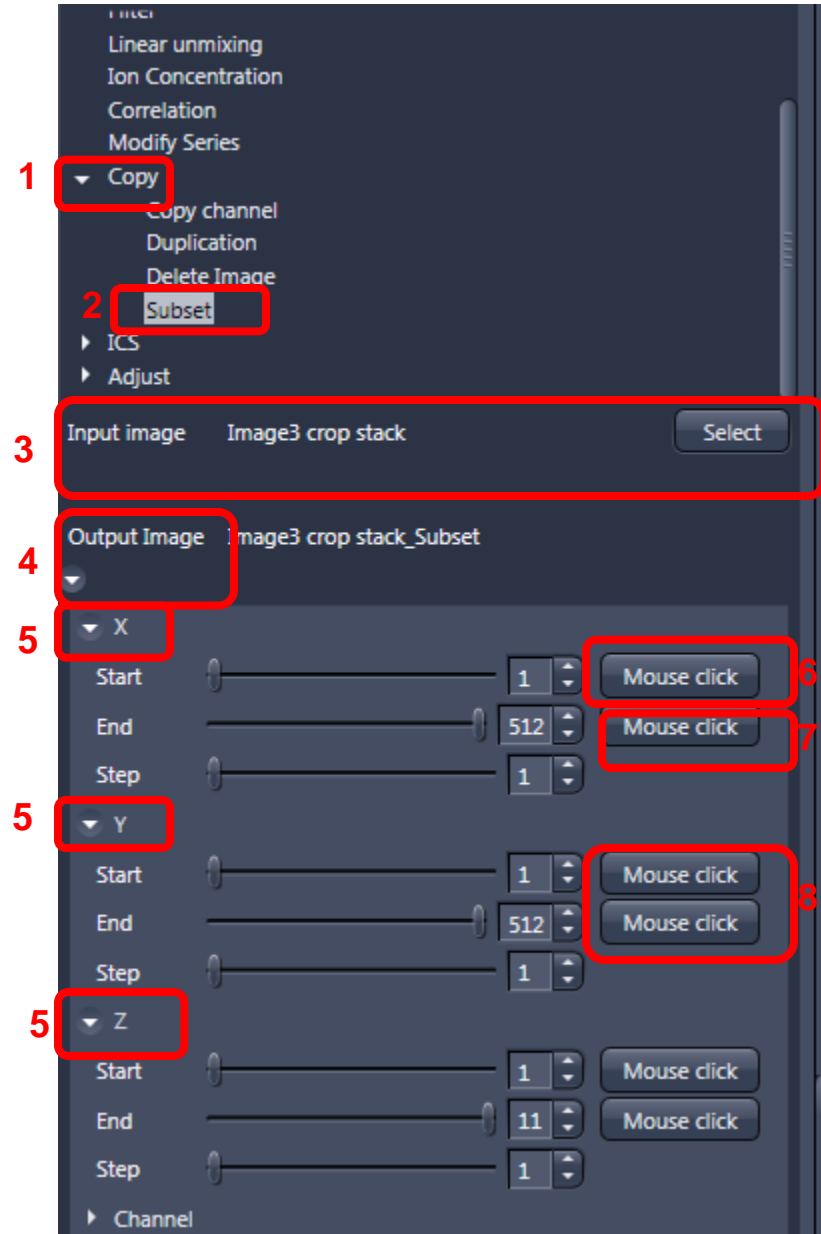 Filter
Linear unmixing
Ion Concentration
Correlation
Modify Series
1 Copy
Copy channel
Duplication
Delete Image
2 Subset
ICS
Adjust
3 Input image Image3 crop stack Select
4 Output Image Image3 crop stack_Subset
5 X
Start 1 Mouse click 6
End 512 Mouse click 7
Step 1
5 Y
Start 1 Mouse click
8
End 512 Mouse click
Step 1
5 Z
Start 1 Mouse click
End 11 Mouse click
Step 1
Channel